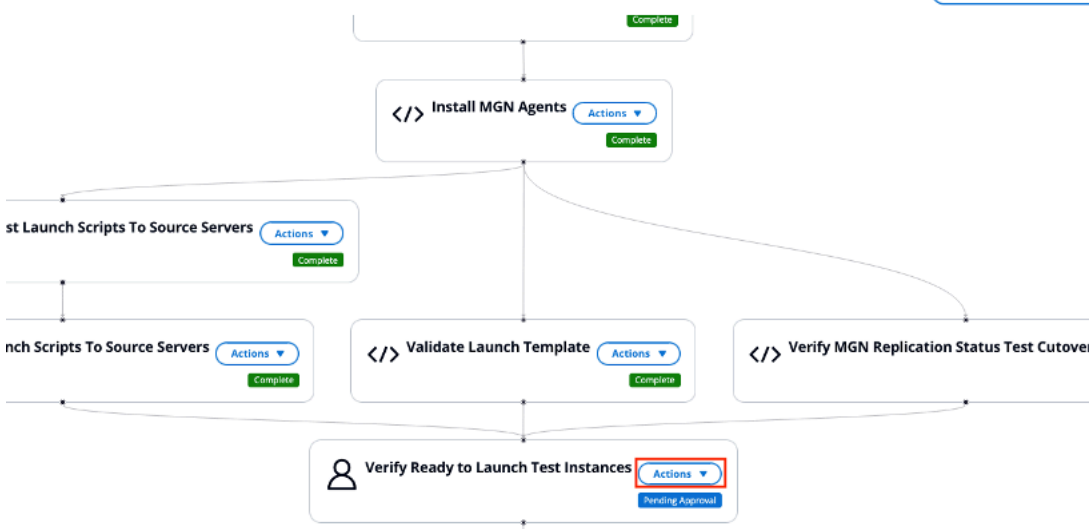 Complete
</> Install MGN Agents Actions ▼
Complete
st Launch Scripts To Source Servers Actions ▼
Complete
nch Scripts To Source Servers Actions ▼
Complete
</> Validate Launch Template Actions ▼
Complete
</> Verify MGN Replication Status Test Cutover
Verify Ready to Launch Test Instances Actions ▼
Pending Approval